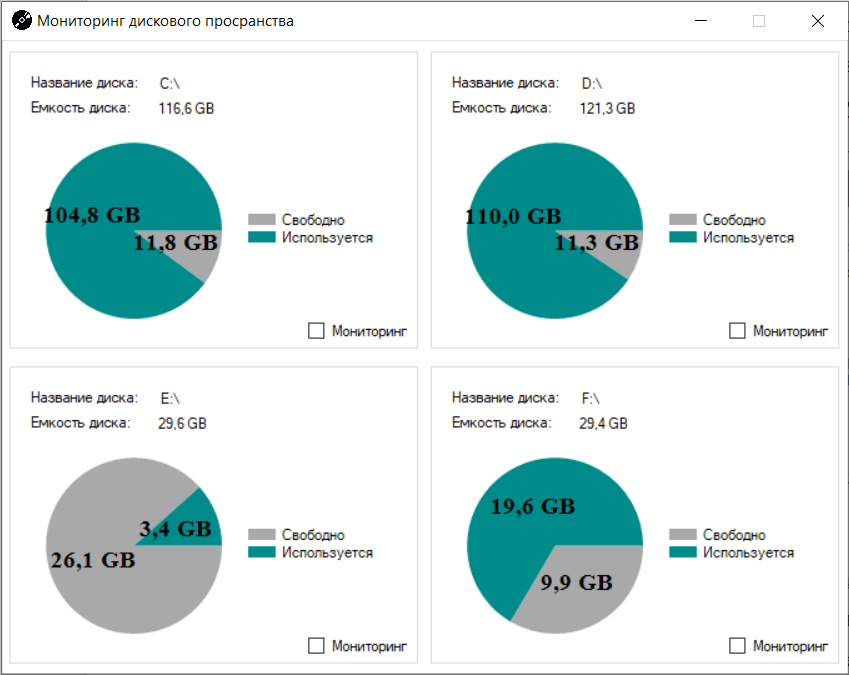 Мониторинг дискового просранства
Название диска: C:\
Емкость диска: 116,6 GB
104,8 GB
11,8 GB
Свободно
Используется
Мониторинг
Название диска: D:\
Емкость диска: 121,3 GB
110,0 GB
11,3 GB
Свободно
Используется
Мониторинг
Название диска: E:\
Емкость диска: 29,6 GB
3,4 GB
26,1 GB
Свободно
Используется
Мониторинг
Название диска: F:\
Емкость диска: 29,4 GB
19,6 GB
9,9 GB
Свободно
Используется
Мониторинг